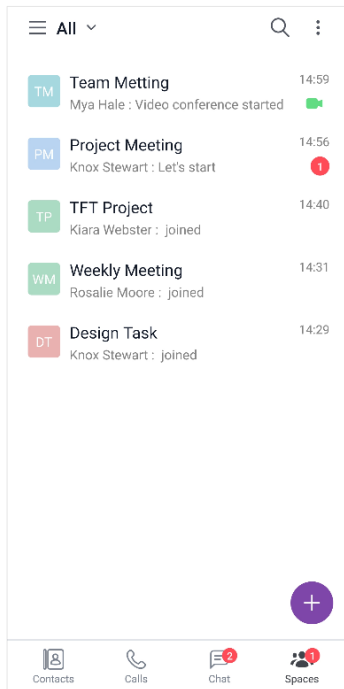 All
TM
Team Metting
14:59
Mya Hale : Video conference started
PM
Project Meeting
14:56
Knox Stewart : Let's start
1
TP
TFT Project
14:40
Kiara Webster : joined
WM
Weekly Meeting
14:31
Rosalie Moore : joined
DT
Design Task
14:29
Knox Stewart : joined
2
1
Contacts
Calls
Chat
Spaces